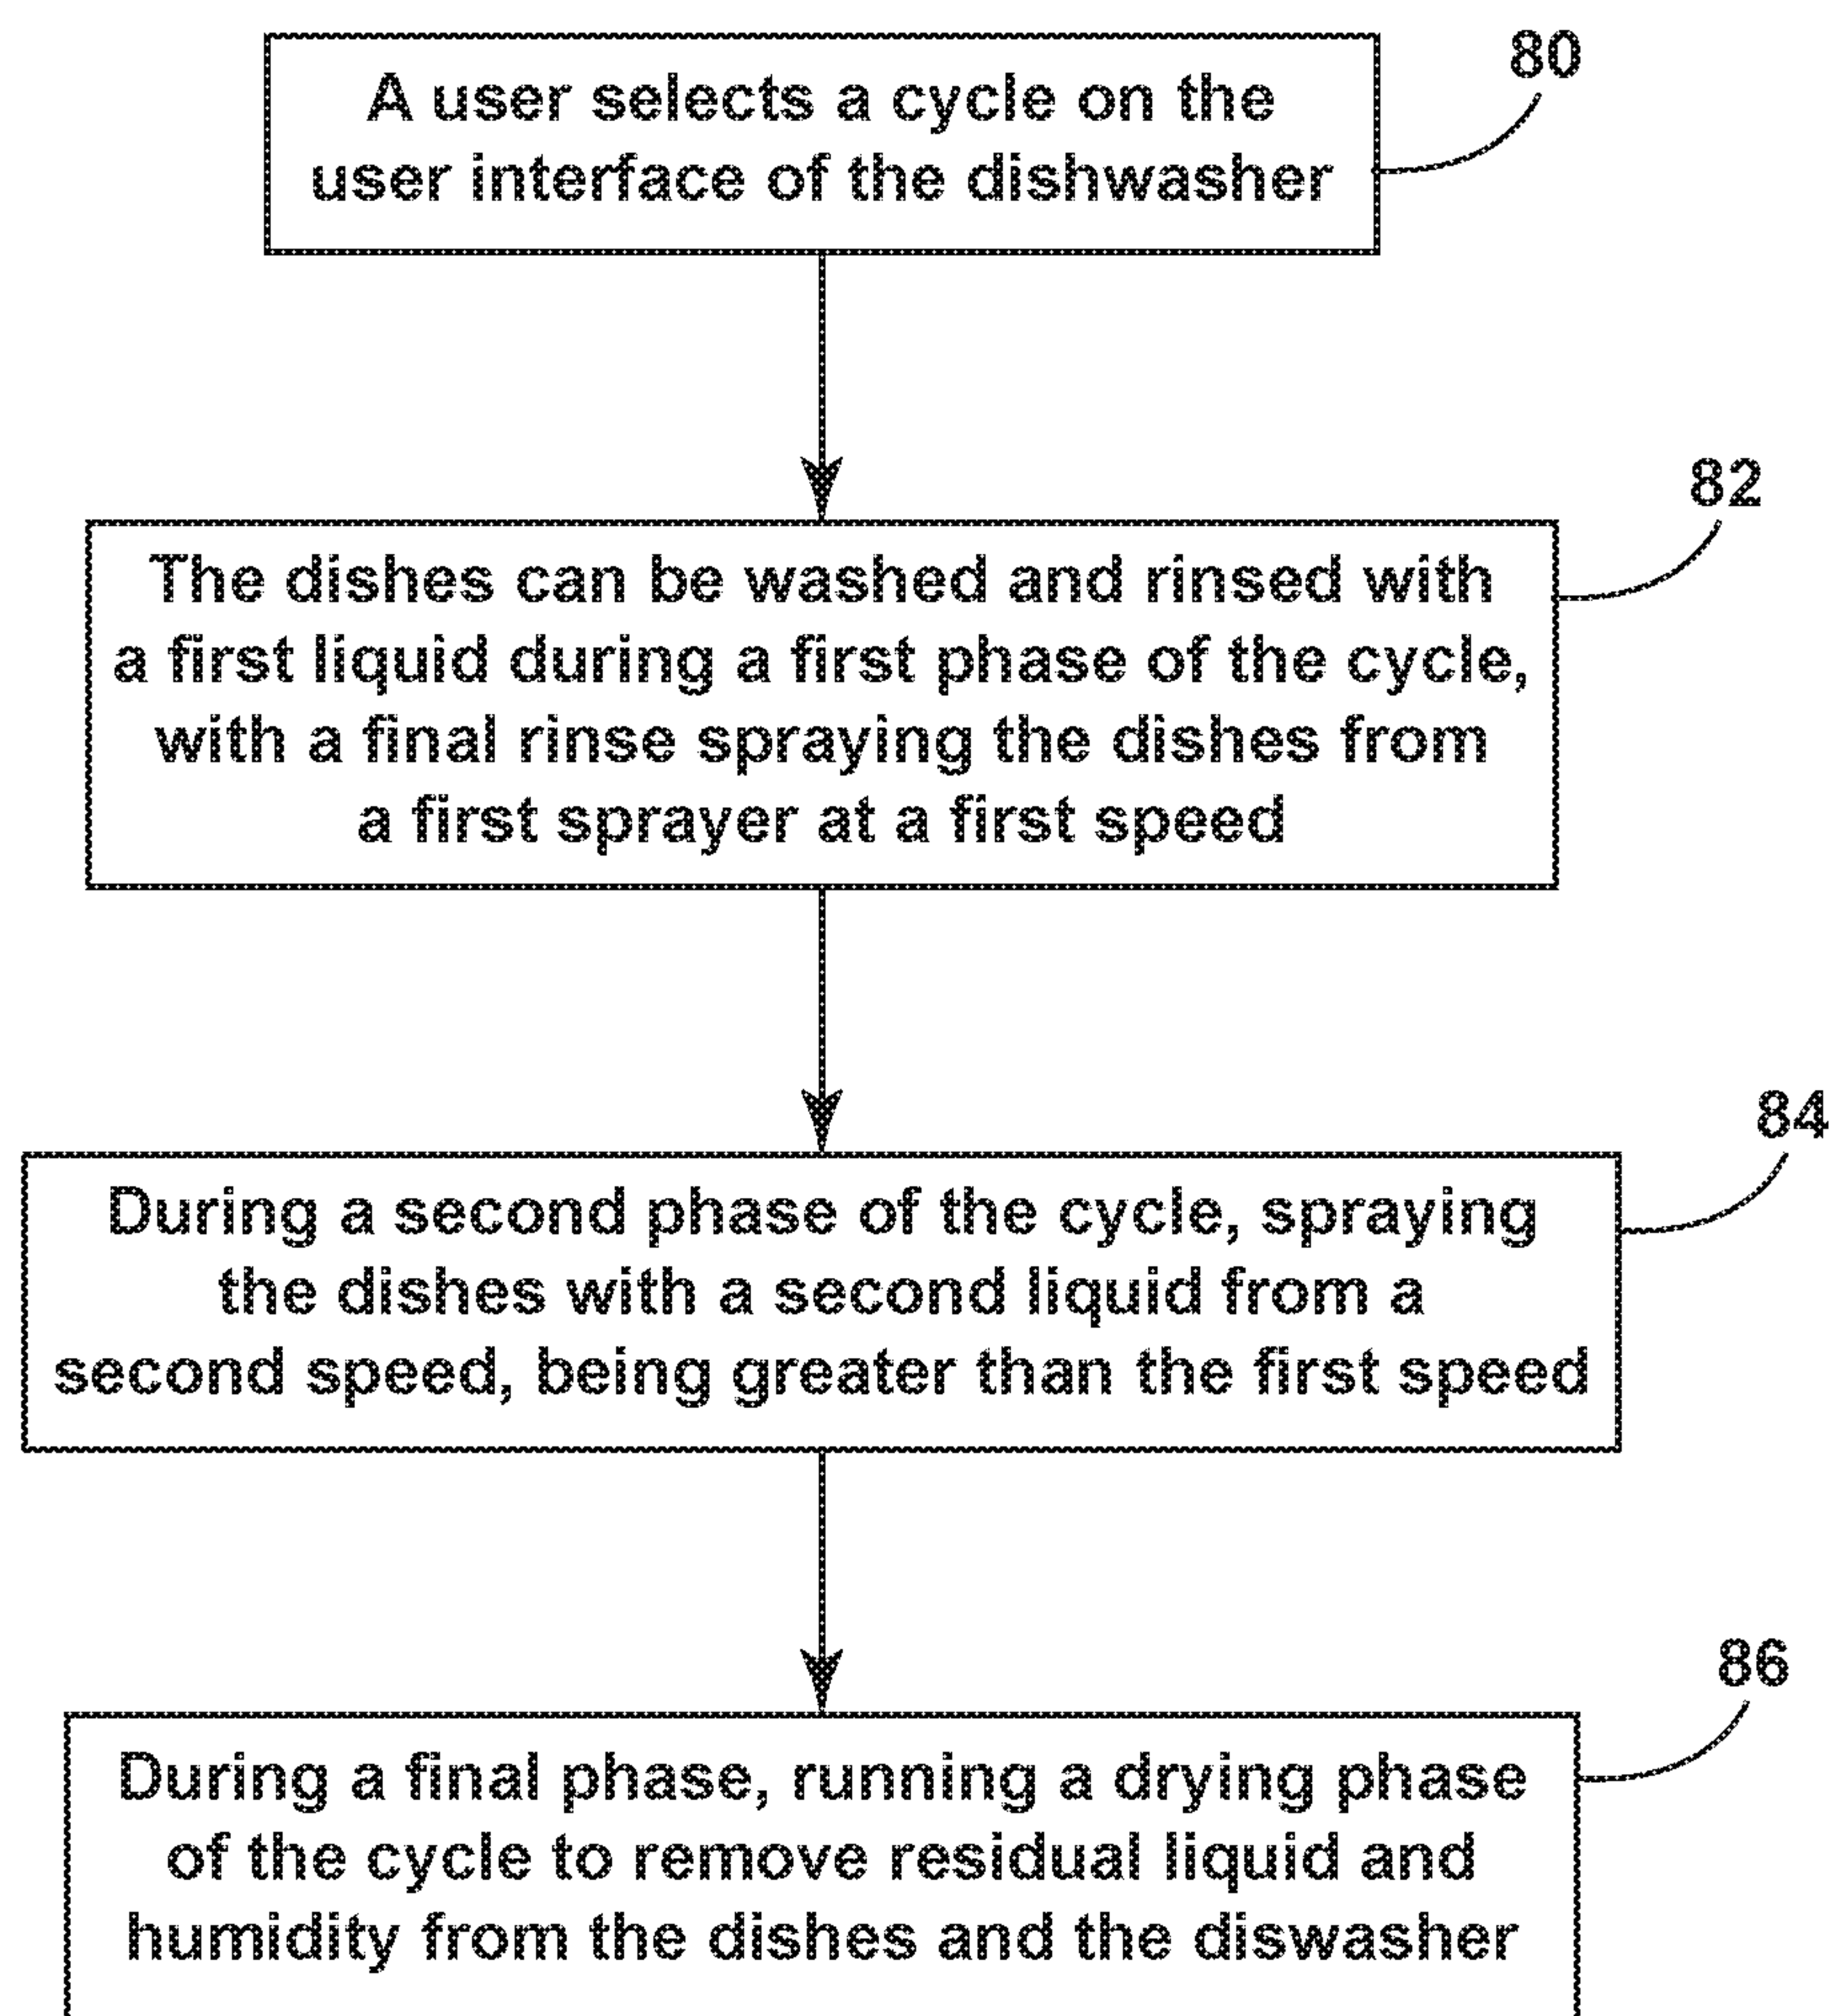 80
A user selects a cycle on the
user interface of the dishwasher
82
The dishes can be washed and rinsed with
a first liquid during a first phase of the cycle,
with a final rinse spraying the dishes from
a first sprayer at a first speed
84
During a second phase of the cycle, spraying
the dishes with a second liquid from a
second speed, being greater than the first speed
86
During a final phase, running a drying phase
of the cycle to remove residual liquid and
humidity from the dishes and the diswasher